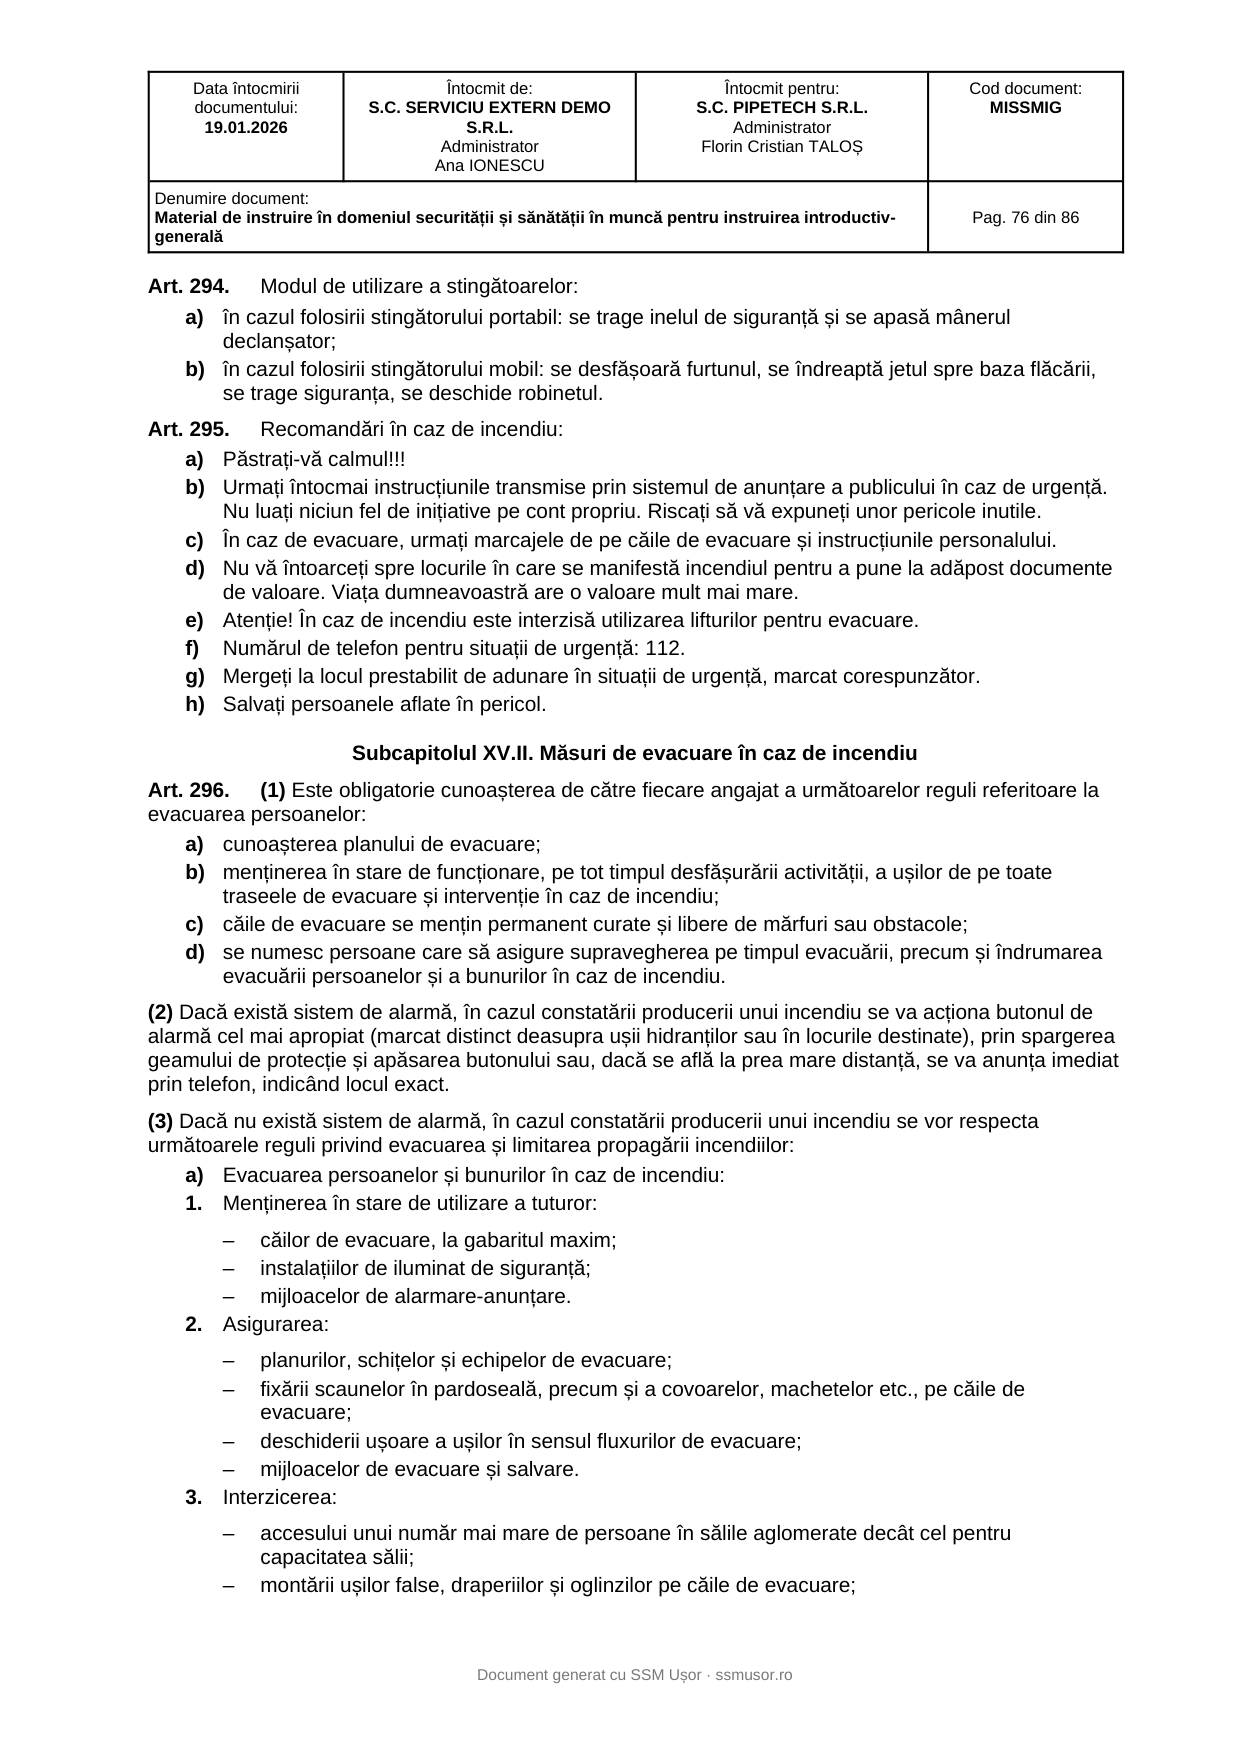 Data întocmirii
documentului:
19.01.2026
Întocmit de:
S.C. SERVICIU EXTERN DEMO
S.R.L.
Administrator
Ana IONESCU
Întocmit pentru:
S.C. PIPETECH S.R.L.
Administrator
Florin Cristian TALOȘ
Cod document:
MISSMIG
Denumire document:
Material de instruire în domeniul securității și sănătății în muncă pentru instruirea introductiv-
generală
Pag. 76 din 86
Art. 294. Modul de utilizare a stingătoarelor:
a) în cazul folosirii stingătorului portabil: se trage inelul de siguranță și se apasă mânerul
declanșator;
b) în cazul folosirii stingătorului mobil: se desfășoară furtunul, se îndreaptă jetul spre baza flăcării,
se trage siguranța, se deschide robinetul.
Art. 295. Recomandări în caz de incendiu:
a) Păstrați-vă calmul!!!
b) Urmați întocmai instrucțiunile transmise prin sistemul de anunțare a publicului în caz de urgență.
Nu luați niciun fel de inițiative pe cont propriu. Riscați să vă expuneți unor pericole inutile.
c) În caz de evacuare, urmați marcajele de pe căile de evacuare și instrucțiunile personalului.
d) Nu vă întoarceți spre locurile în care se manifestă incendiul pentru a pune la adăpost documente
de valoare. Viața dumneavoastră are o valoare mult mai mare.
e) Atenție! În caz de incendiu este interzisă utilizarea lifturilor pentru evacuare.
f) Numărul de telefon pentru situații de urgență: 112.
g) Mergeți la locul prestabilit de adunare în situații de urgență, marcat corespunzător.
h) Salvați persoanele aflate în pericol.
Subcapitolul XV.II. Măsuri de evacuare în caz de incendiu
Art. 296. (1) Este obligatorie cunoașterea de către fiecare angajat a următoarelor reguli referitoare la
evacuarea persoanelor:
a) cunoașterea planului de evacuare;
b) menținerea în stare de funcționare, pe tot timpul desfășurării activității, a ușilor de pe toate
traseele de evacuare și intervenție în caz de incendiu;
c) căile de evacuare se mențin permanent curate și libere de mărfuri sau obstacole;
d) se numesc persoane care să asigure supravegherea pe timpul evacuării, precum și îndrumarea
evacuării persoanelor și a bunurilor în caz de incendiu.
(2) Dacă există sistem de alarmă, în cazul constatării producerii unui incendiu se va acționa butonul de
alarmă cel mai apropiat (marcat distinct deasupra ușii hidranților sau în locurile destinate), prin spargerea
geamului de protecție și apăsarea butonului sau, dacă se află la prea mare distanță, se va anunța imediat
prin telefon, indicând locul exact.
(3) Dacă nu există sistem de alarmă, în cazul constatării producerii unui incendiu se vor respecta
următoarele reguli privind evacuarea și limitarea propagării incendiilor:
a) Evacuarea persoanelor și bunurilor în caz de incendiu:
1. Menținerea în stare de utilizare a tuturor:
– căilor de evacuare, la gabaritul maxim;
– instalațiilor de iluminat de siguranță;
– mijloacelor de alarmare-anunțare.
2. Asigurarea:
– planurilor, schițelor și echipelor de evacuare;
– fixării scaunelor în pardoseală, precum și a covoarelor, machetelor etc., pe căile de
evacuare;
– deschiderii ușoare a ușilor în sensul fluxurilor de evacuare;
– mijloacelor de evacuare și salvare.
3. Interzicerea:
– accesului unui număr mai mare de persoane în sălile aglomerate decât cel pentru
capacitatea sălii;
– montării ușilor false, draperiilor și oglinzilor pe căile de evacuare;
Document generat cu SSM Ușor · ssmusor.ro